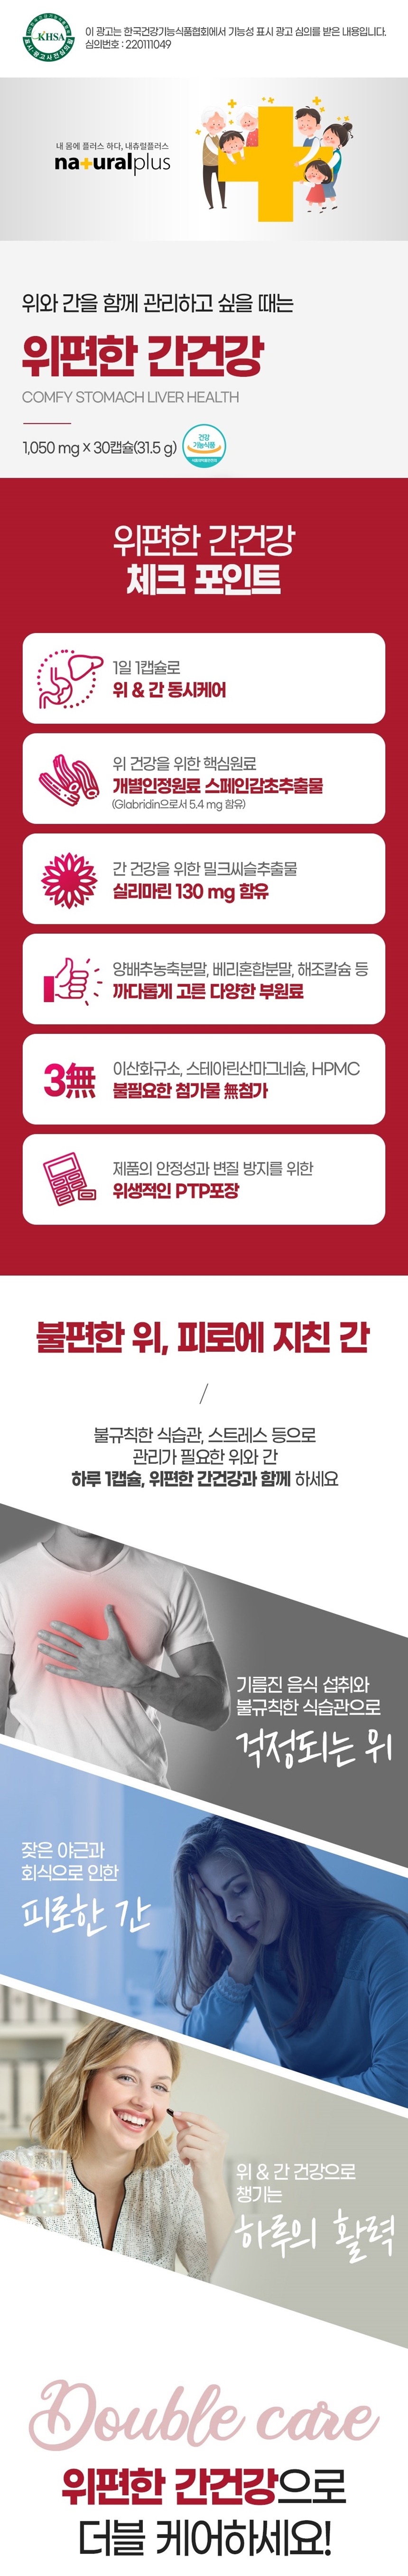 이 광고는 한국건강기능식품협회에서 기능성 표시 광고 심의를 받은 내용입니다.
심의번호 : 220111049
KHSA
표시·광고사전심의필
내 몸에 플러스 하다, 내츄럴플러스
na+uralplus
위와 간을 함께 관리하고 싶을 때는
위편한 간건강
COMFY STOMACH LIVER HEALTH
1,050 mg X 30캡슐(31.5 g)
건강
기능식품
위편한 간건강
체크 포인트
1일 1캡슐로
위 & 간 동시케어
위 건강을 위한 핵심원료
개별인정원료 스페인감초추출물
(Glabridin으로서 5.4 mg 함유)
간 건강을 위한 밀크씨슬추출물
실리마린 130 mg 함유
양배추농축분말, 베리혼합분말, 해조칼슘 등
까다롭게 고른 다양한 부원료
3無
이산화규소, 스테아린산마그네슘, HPMC
불필요한 첨가물 無첨가
제품의 안정성과 변질 방지를 위한
위생적인 PTP포장
불편한 위, 피로에 지친 간
/
불규칙한 식습관, 스트레스 등으로
관리가 필요한 위와 간
하루 1캡슐, 위편한 간건강과 함께 하세요
기름진 음식 섭취와
불규칙한 식습관으로
걱정되는 위
잦은 야근과
회식으로 인한
피로한 간
위 & 간 건강으로
챙기는
하루의 활력
Double care
위편한 간건강으로
더블 케어하세요!